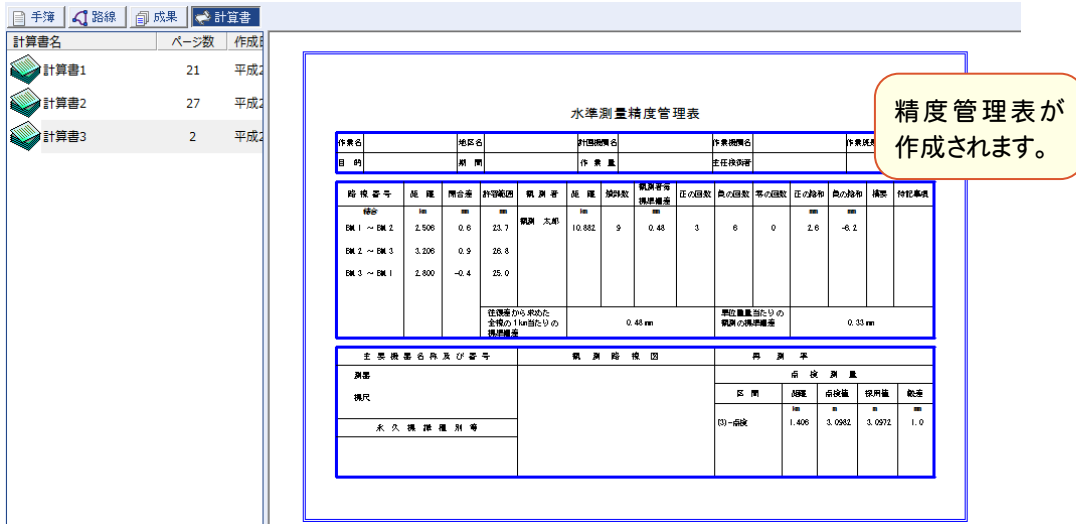 手簿 路線 成果 計算書
計算書名 ページ数 作成日
計算書1 21 平成2
計算書2 27 平成2
計算書3 2 平成2
精度管理表が
作成されます。
水準測量精度管理表
作業名 地区名 計画機関名 作業機関名
目 的 期 間 作 業 量 主任技術者
路 線 番 号 距 離 閉合差 許容範囲 観 測 者 距 離 鎖部数 観測者毎 標準偏差 正の回数 負の回数 零の回数 正の総和 負の総和 摘要 特記事項
結合 km mm mm km mm mm mm
BM 1 ～ BM 2 2.506 0.6 23.7 観測 太郎 10.882 9 0.48 3 6 0 2.6 -6.2
BM 2 ～ BM 3 3.206 0.9 26.8
BM 3 ～ BM 1 2.800 -0.4 25.0
往復差から求めた 単位重量当たりの
全線の1km当たりの 0.48 mm 観測の標準偏差 0.33 mm
標準偏差
主 要 機 器 名 称 及 び 番 号 観 測 路 線 図 再 測 率
測器 点 検 測 量
標尺 区 間 距離 点検値 採用値 較差
km m m mm
永 久 標 識 種 別 等 (3)-点検 1.406 3.0982 3.0972 1.0